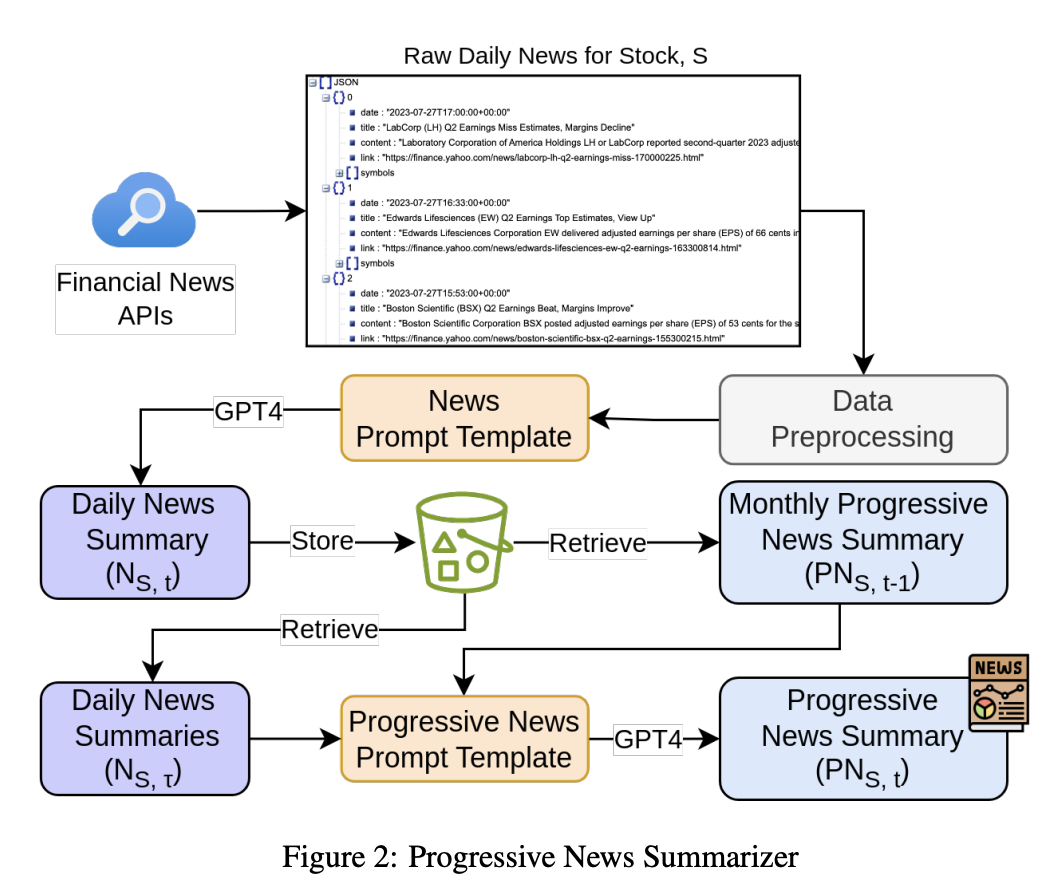 Raw Daily News for Stock, S
JSON
0
date : "2023-07-27T17:00:00+00:00"
title : "LabCorp (LH) Q2 Earnings Miss Estimates, Margins Decline"
content : "Laboratory Corporation of America Holdings LH or LabCorp reported second-quarter 2023 adjuste
link : "https://finance.yahoo.com/news/labcorp-lh-q2-earnings-miss-170000225.html"
symbols
1
date : "2023-07-27T16:33:00+00:00"
title : "Edwards Lifesciences (EW) Q2 Earnings Top Estimates, View Up"
content : "Edwards Lifesciences Corporation EW delivered adjusted earnings per share (EPS) of 66 cents in
link : "https://finance.yahoo.com/news/edwards-lifesciences-ew-q2-earnings-163300814.html"
symbols
2
date : "2023-07-27T15:53:00+00:00"
title : "Boston Scientific (BSX) Q2 Earnings Beat, Margins Improve"
content : "Boston Scientific Corporation BSX posted adjusted earnings per share (EPS) of 53 cents for the s
link : "https://finance.yahoo.com/news/boston-scientific-bsx-q2-earnings-155300215.html"
Financial News
APIs
Data
Preprocessing
News
Prompt Template
GPT4
Daily News
Summary
(N S, t)
Store
Retrieve
Monthly Progressive
News Summary
(PN S, t-1)
Retrieve
Daily News
Summaries
(N S, τ)
Progressive News
Prompt Template
GPT4
Progressive
News Summary
(PN S, t)
NEWS
Figure 2: Progressive News Summarizer